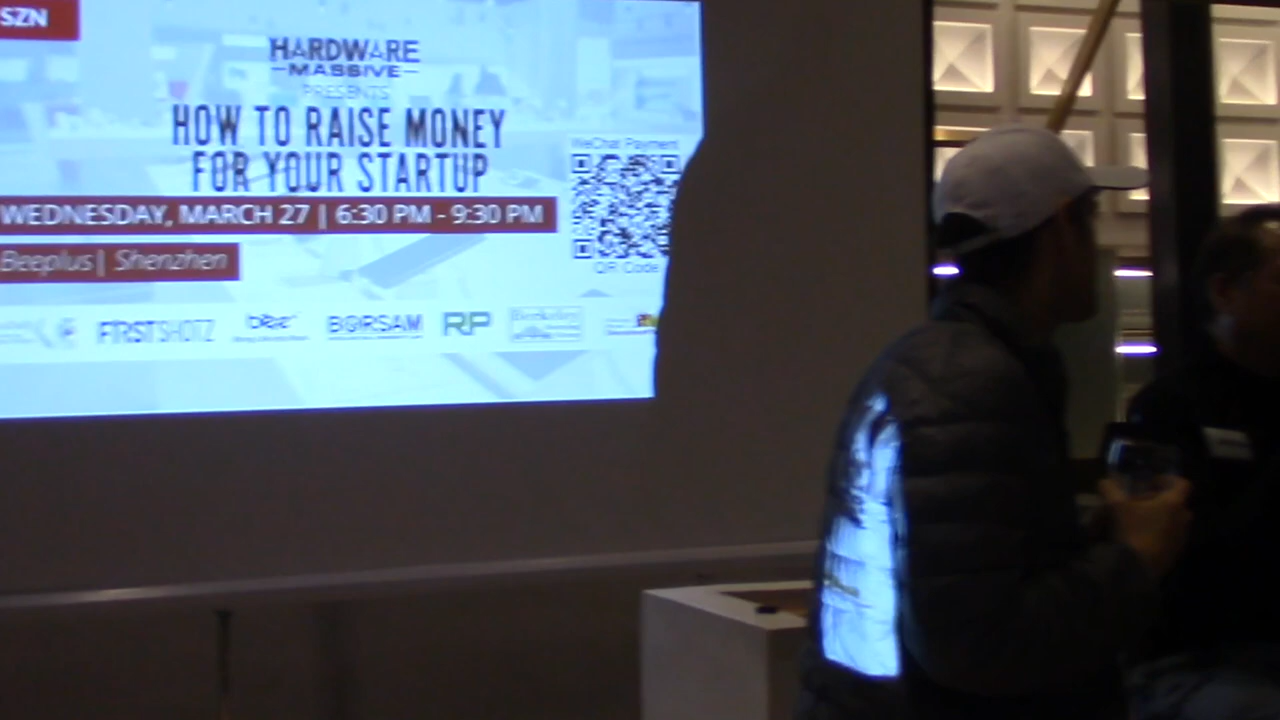 SZN
HARDWARE
MASSIVE
PRESENTS
HOW TO RAISE MONEY
FOR YOUR STARTUP
WeChat Payment
WEDNESDAY, MARCH 27 | 6:30 PM - 9:30 PM
QR Code
Beeplus | Shenzhen
FIRSTSHOTZ
BORSAM
RP
Berkeley